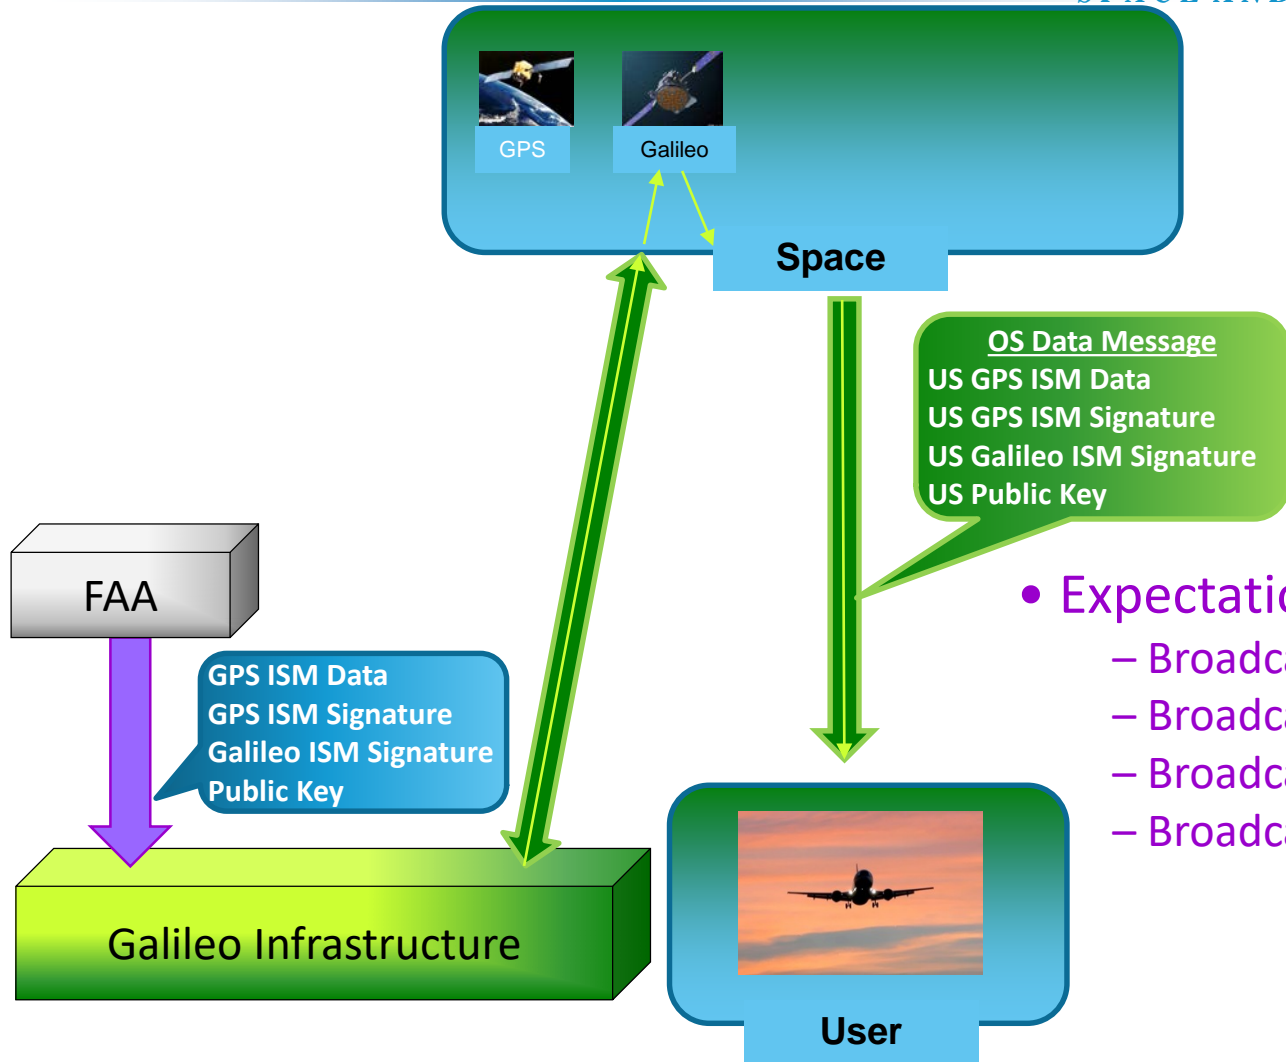 GPS
Galileo
Space
OS Data Message
US GPS ISM Data
US GPS ISM Signature
US Galileo ISM Signature
US Public Key
FAA
GPS ISM Data
GPS ISM Signature
Galileo ISM Signature
Public Key
Galileo Infrastructure
User